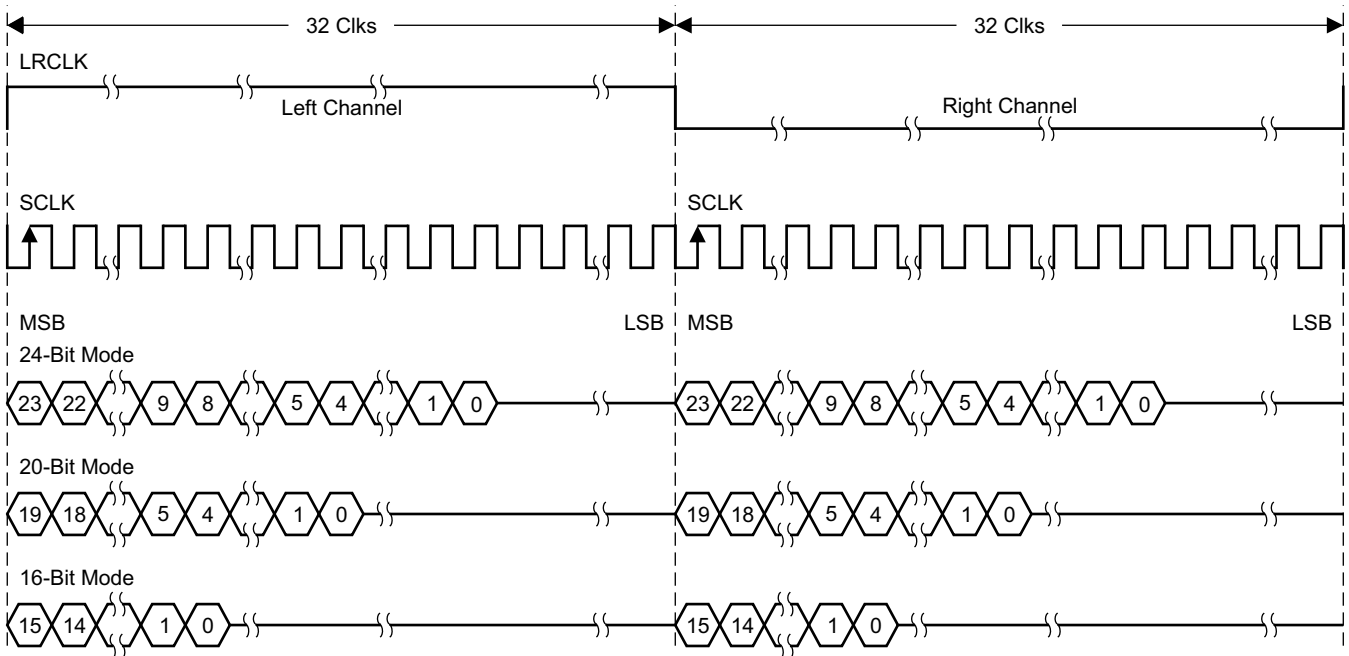 32 Clks 32 Clks
LRCLK
Left Channel Right Channel
SCLK SCLK
MSB LSB MSB LSB
24-Bit Mode
23 22 9 8 5 4 1 0 23 22 9 8 5 4 1 0
20-Bit Mode
19 18 5 4 1 0 19 18 5 4 1 0
16-Bit Mode
15 14 1 0 15 14 1 0